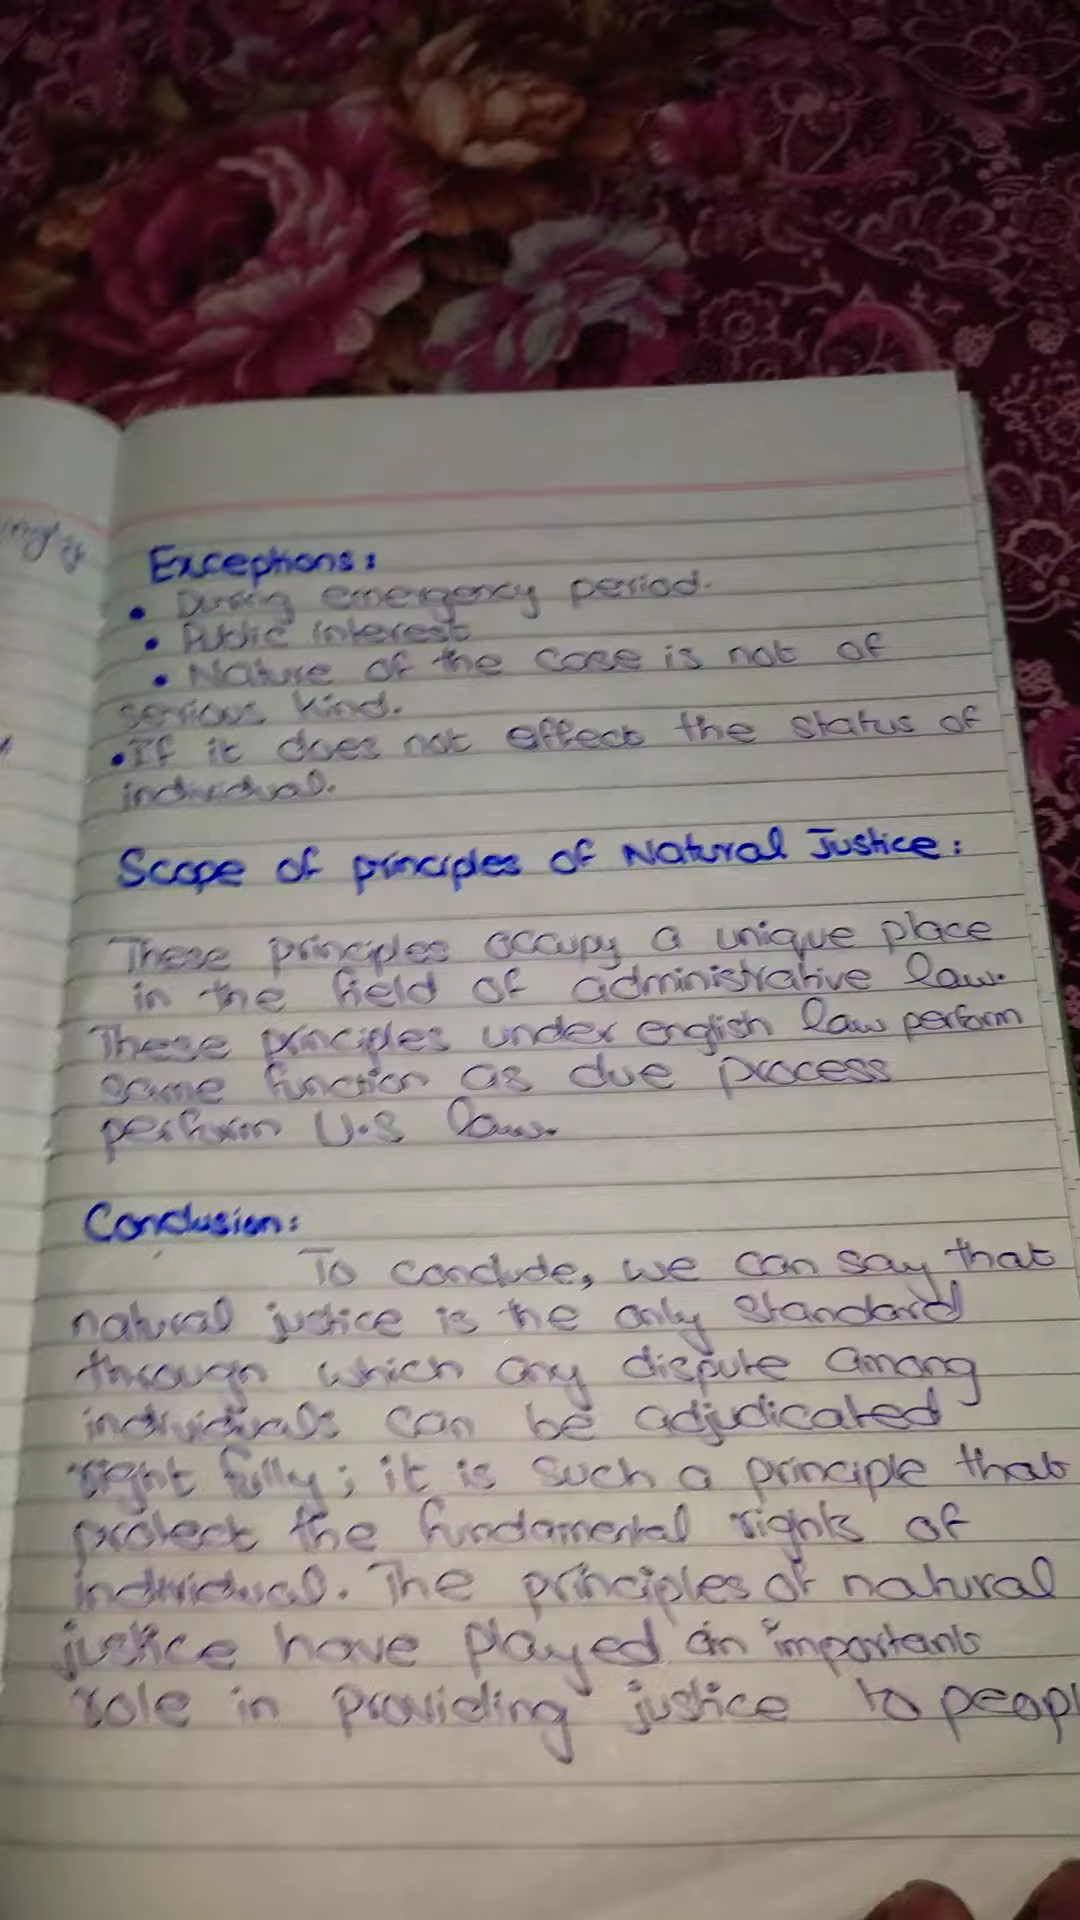 Exceptions:
• During emergency period.
• Public interest
• Nature of the case is not of
serious kind.
• If it does not effect the status of
individual.
Scope of principles of Natural Justice:
These principles occupy a unique place
in the field of administrative law.
These principles under english law perform
same function as due process
perform U.S law.
Conclusion:
To conclude, we can say that
natural justice is the only standard
through which any dispute among
individuals can be adjudicated
right fully; it is such a principle that
protect the fundamental rights of
individual. The principles of natural
justice have played an important
role in providing justice to peopl